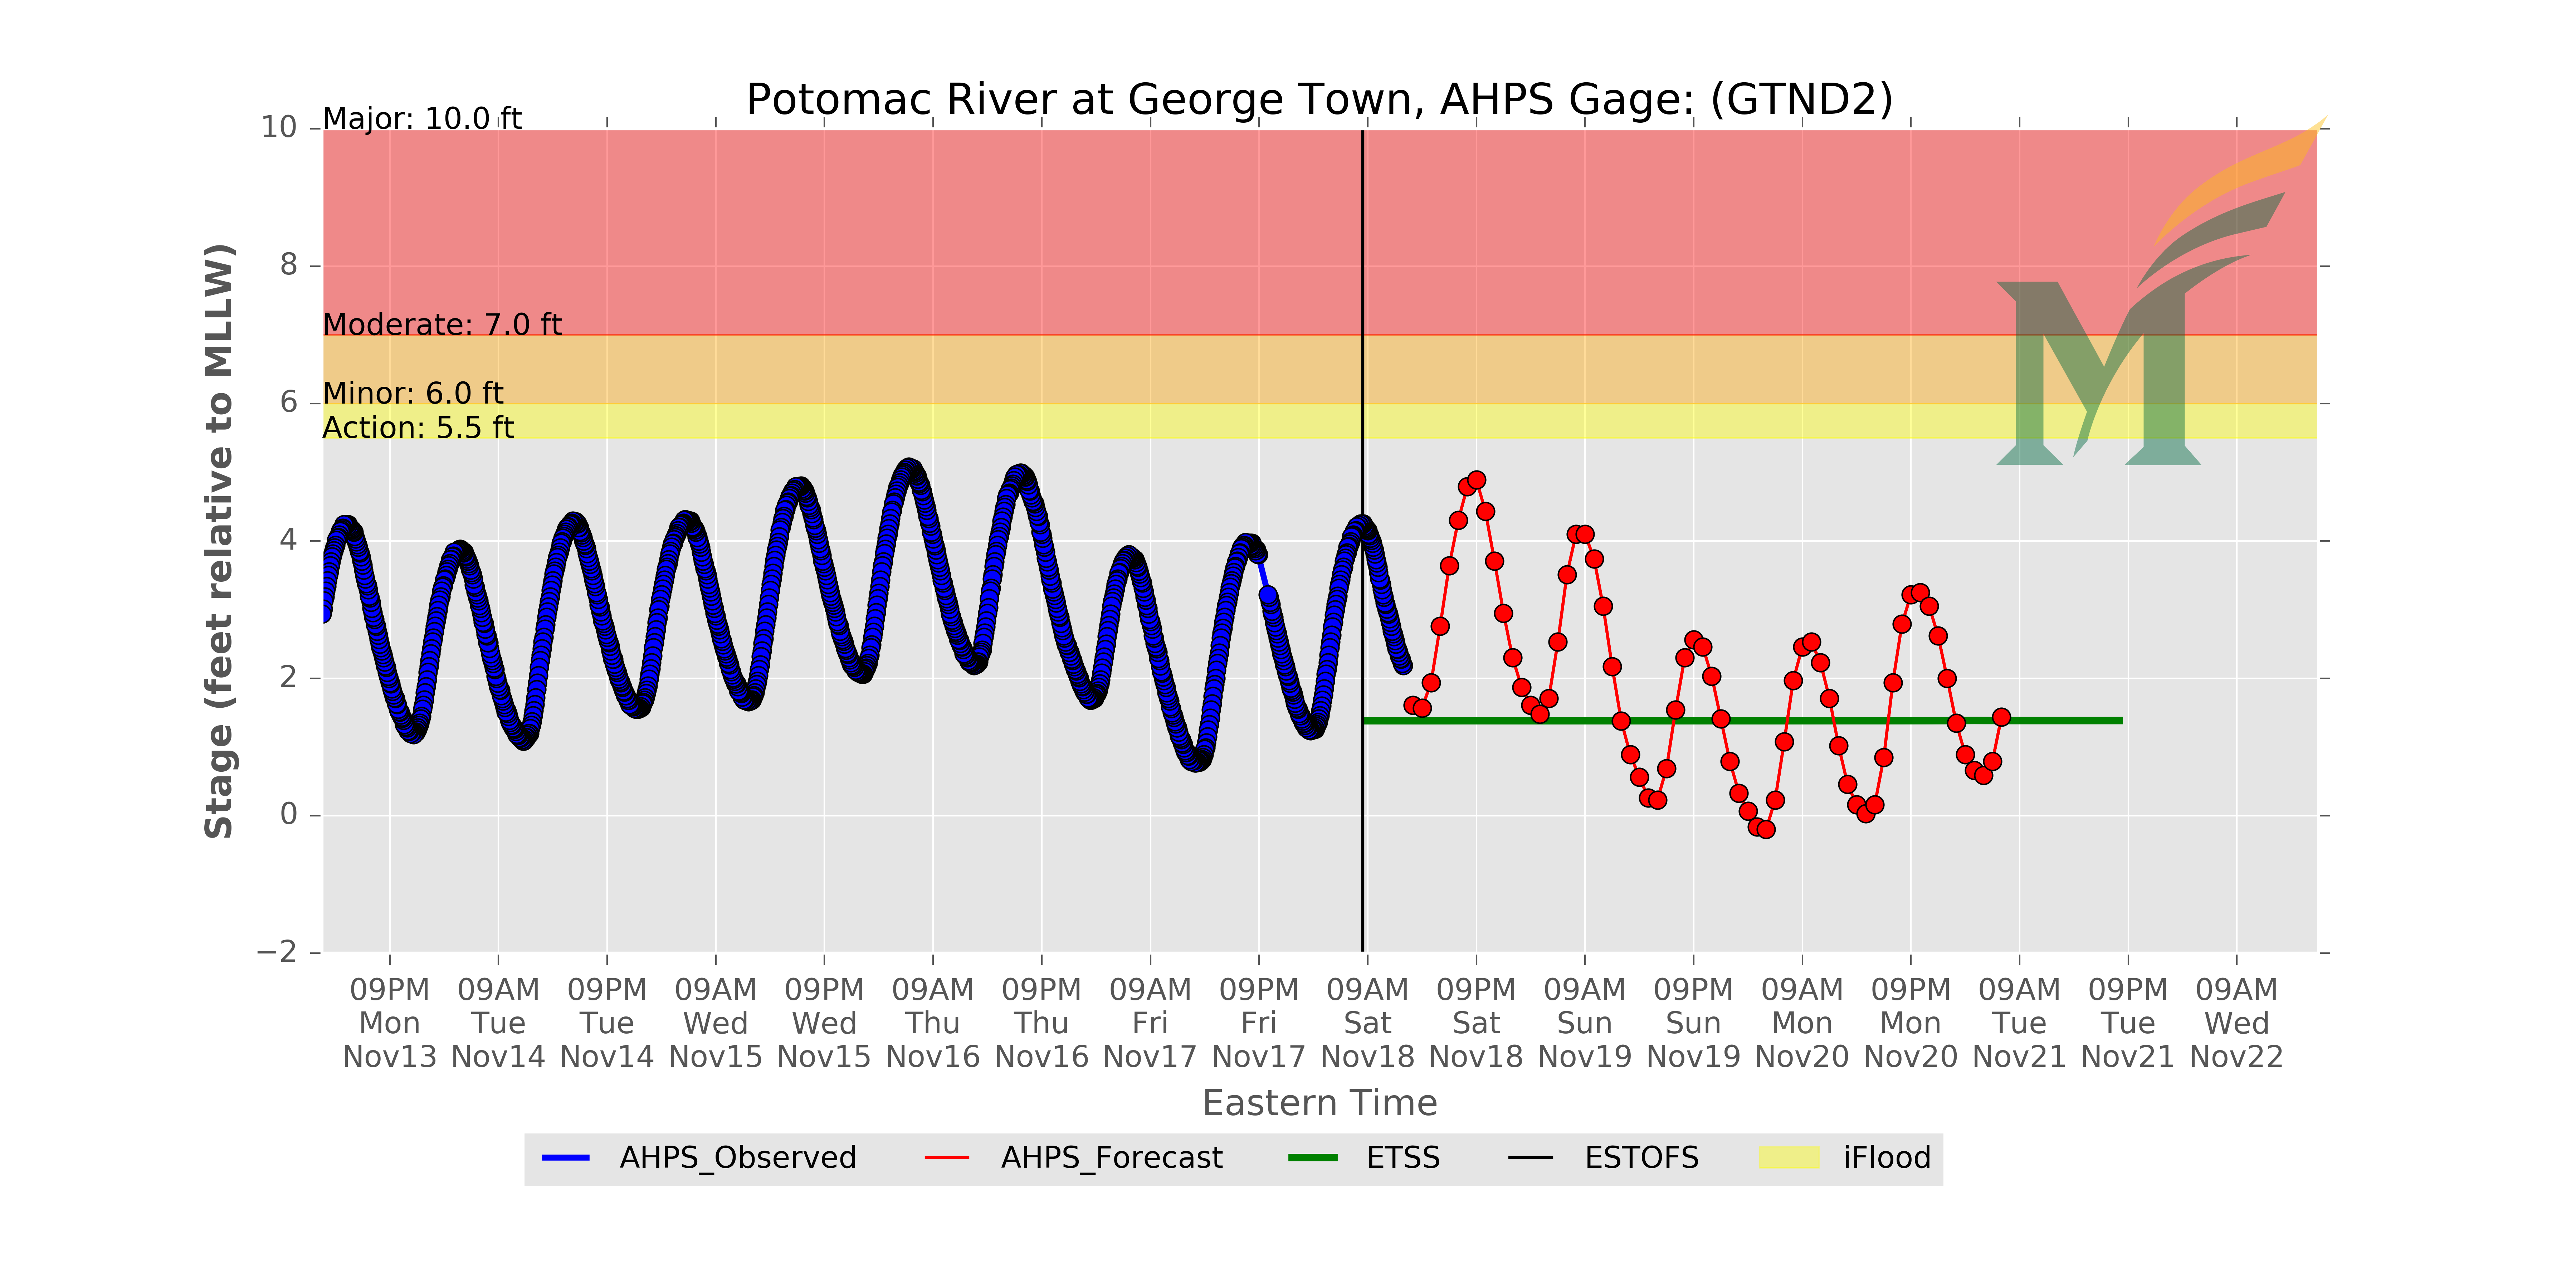 Potomac River at George Town, AHPS Gage: (GTND2)
Major: 10.0 ft
Moderate: 7.0 ft
Minor: 6.0 ft
Action: 5.5 ft
10
8
6
4
2
0
−2
Stage (feet relative to MLLW)
09PM 09AM 09PM 09AM 09PM 09AM 09PM 09AM 09PM 09AM 09PM 09AM 09PM 09AM 09PM 09AM 09PM 09AM
Mon Tue Tue Wed Wed Thu Thu Fri Fri Sat Sat Sun Sun Mon Mon Tue Tue Wed
Nov13 Nov14 Nov14 Nov15 Nov15 Nov16 Nov16 Nov17 Nov17 Nov18 Nov18 Nov19 Nov19 Nov20 Nov20 Nov21 Nov21 Nov22
Eastern Time
AHPS_Observed AHPS_Forecast ETSS ESTOFS iFlood
M